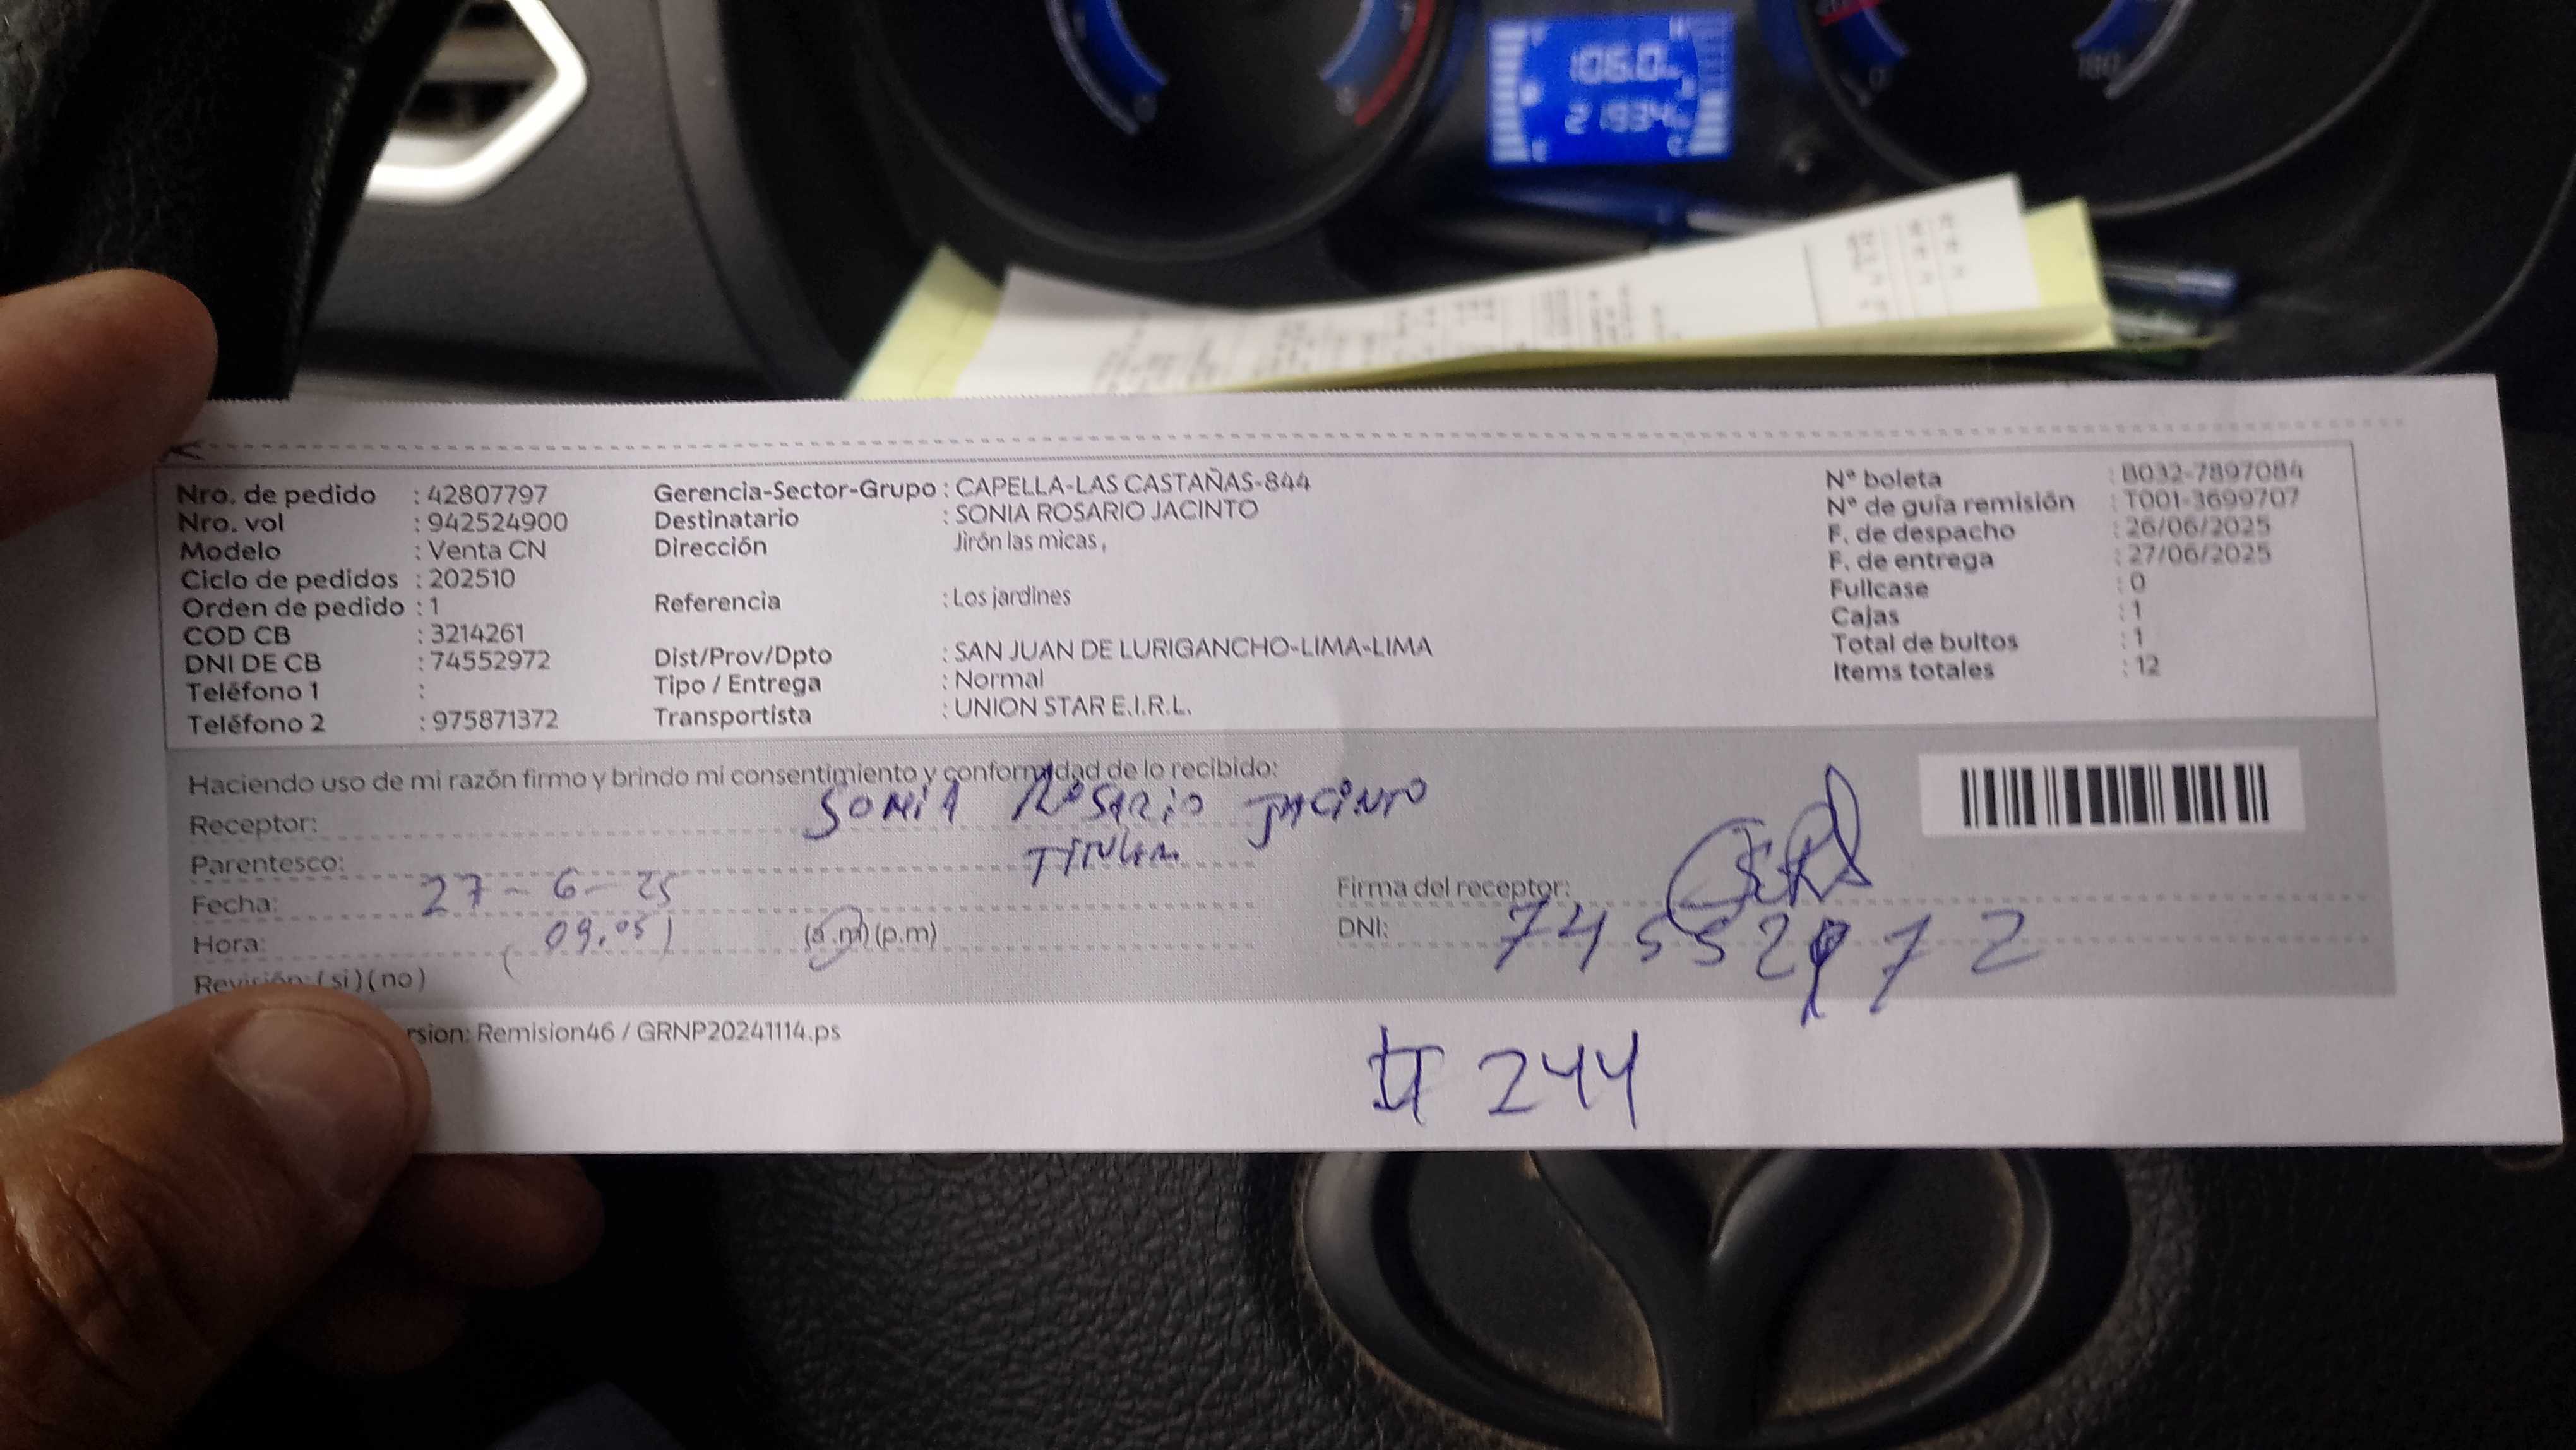 106.0
21934
180
Nro. de pedido : 42807797
Nro. vol : 942524900
Modelo : Venta CN
Ciclo de pedidos : 202510
Orden de pedido : 1
COD CB : 3214261
DNI DE CB : 74552972
Teléfono 1 :
Teléfono 2 : 975871372
Gerencia-Sector-Grupo : CAPELLA-LAS CASTAÑAS-844
Destinatario : SONIA ROSARIO JACINTO
Dirección Jirón las micas ,
Referencia : Los jardines
Dist/Prov/Dpto : SAN JUAN DE LURIGANCHO-LIMA-LIMA
Tipo / Entrega : Normal
Transportista : UNION STAR E.I.R.L.
Nº boleta : B032-7897084
Nº de guía remisión : T001-3699707
F. de despacho : 26/06/2025
F. de entrega : 27/06/2025
Fullcase : 0
Cajas : 1
Total de bultos : 1
Items totales : 12
Haciendo uso de mi razón firmo y brindo mi consentimiento y conformidad de lo recibido:
Receptor: SONIA ROSARIO JACINTO
Parentesco: TITULAR
Fecha: 27-6-25
Hora: (09.05) (a.m)(p.m)
Revisión: (si)(no)
Firma del receptor:
DNI: 74552972
rsion: Remision46 / GRNP20241114.ps
# 244